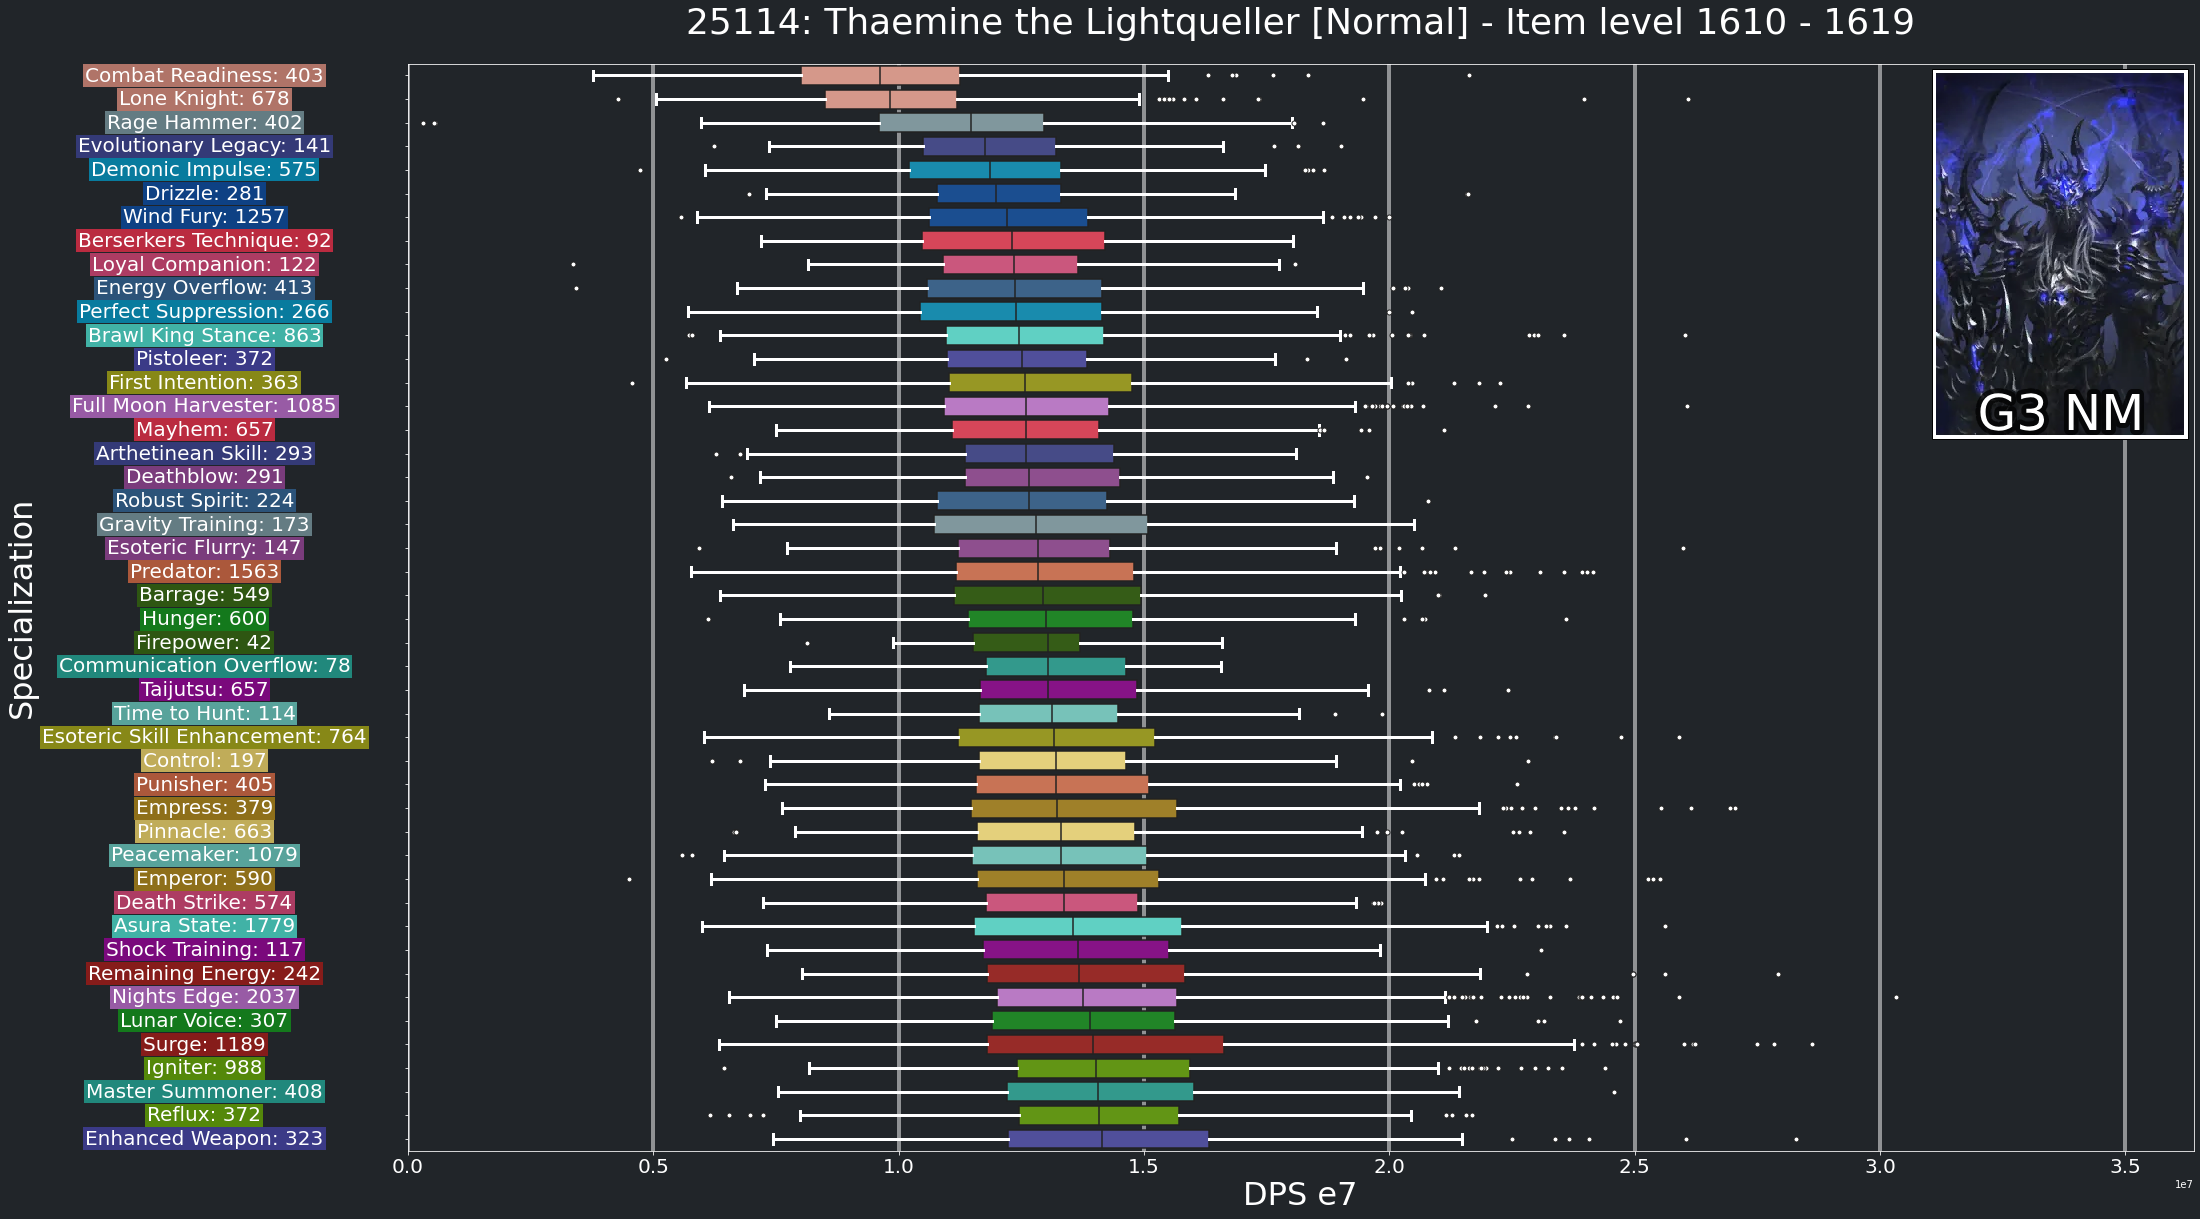 25114: Thaemine the Lightqueller [Normal] - Item level 1610 - 1619
Specialization
Combat Readiness: 403
Lone Knight: 678
Rage Hammer: 402
Evolutionary Legacy: 141
Demonic Impulse: 575
Drizzle: 281
Wind Fury: 1257
Berserkers Technique: 92
Loyal Companion: 122
Energy Overflow: 413
Perfect Suppression: 266
Brawl King Stance: 863
Pistoleer: 372
First Intention: 363
Full Moon Harvester: 1085
Mayhem: 657
Arthetinean Skill: 293
Deathblow: 291
Robust Spirit: 224
Gravity Training: 173
Esoteric Flurry: 147
Predator: 1563
Barrage: 549
Hunger: 600
Firepower: 42
Communication Overflow: 78
Taijutsu: 657
Time to Hunt: 114
Esoteric Skill Enhancement: 764
Control: 197
Punisher: 405
Empress: 379
Pinnacle: 663
Peacemaker: 1079
Emperor: 590
Death Strike: 574
Asura State: 1779
Shock Training: 117
Remaining Energy: 242
Nights Edge: 2037
Lunar Voice: 307
Surge: 1189
Igniter: 988
Master Summoner: 408
Reflux: 372
Enhanced Weapon: 323
G3 NM
0.0 0.5 1.0 1.5 2.0 2.5 3.0 3.5
1e7
DPS e7